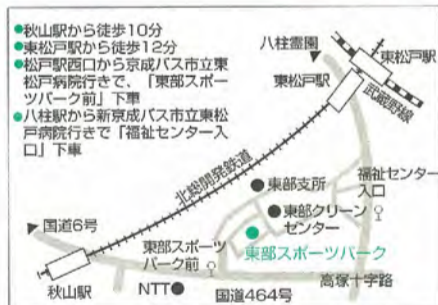 ●秋山駅から徒歩10分
●東松戸駅から徒歩12分
●松戸駅西口から京成バス市立東
松戸病院行きで、「東部スポー
ツパーク前」下車
●八柱駅から新京成バス市立東松
戸病院行きで「福祉センター入
口」下車
八柱霊園
東松戸駅
東松戸駅
武蔵野線
北総開発鉄道
福祉センター
入口
東部支所
東部クリーン
センター
国道6号
東部スポーツ
パーク前
東部スポーツパーク
秋山駅
NTT
国道464号
高塚十字路